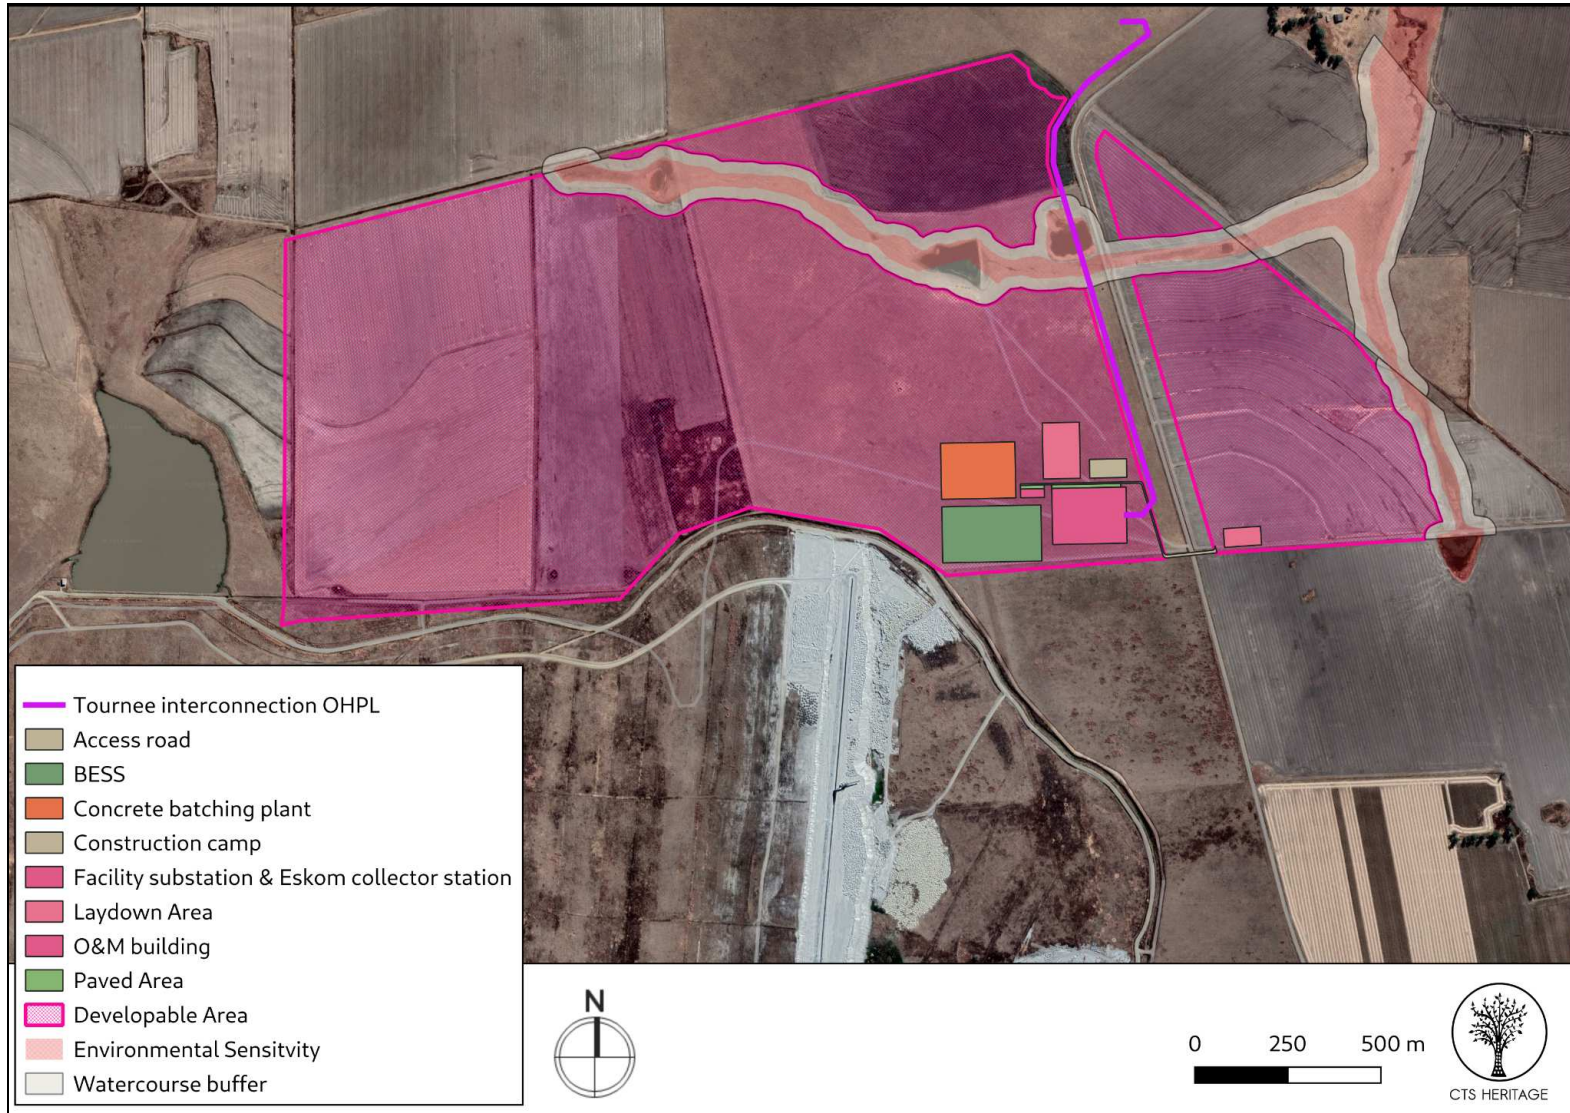 Tournee interconnection OHPL
Access road
BESS
Concrete batching plant
Construction camp
Facility substation & Eskom collector station
Laydown Area
O&M building
Paved Area
Developable Area
Environmental Sensitvity
Watercourse buffer
N
0 250 500 m
CTS HERITAGE